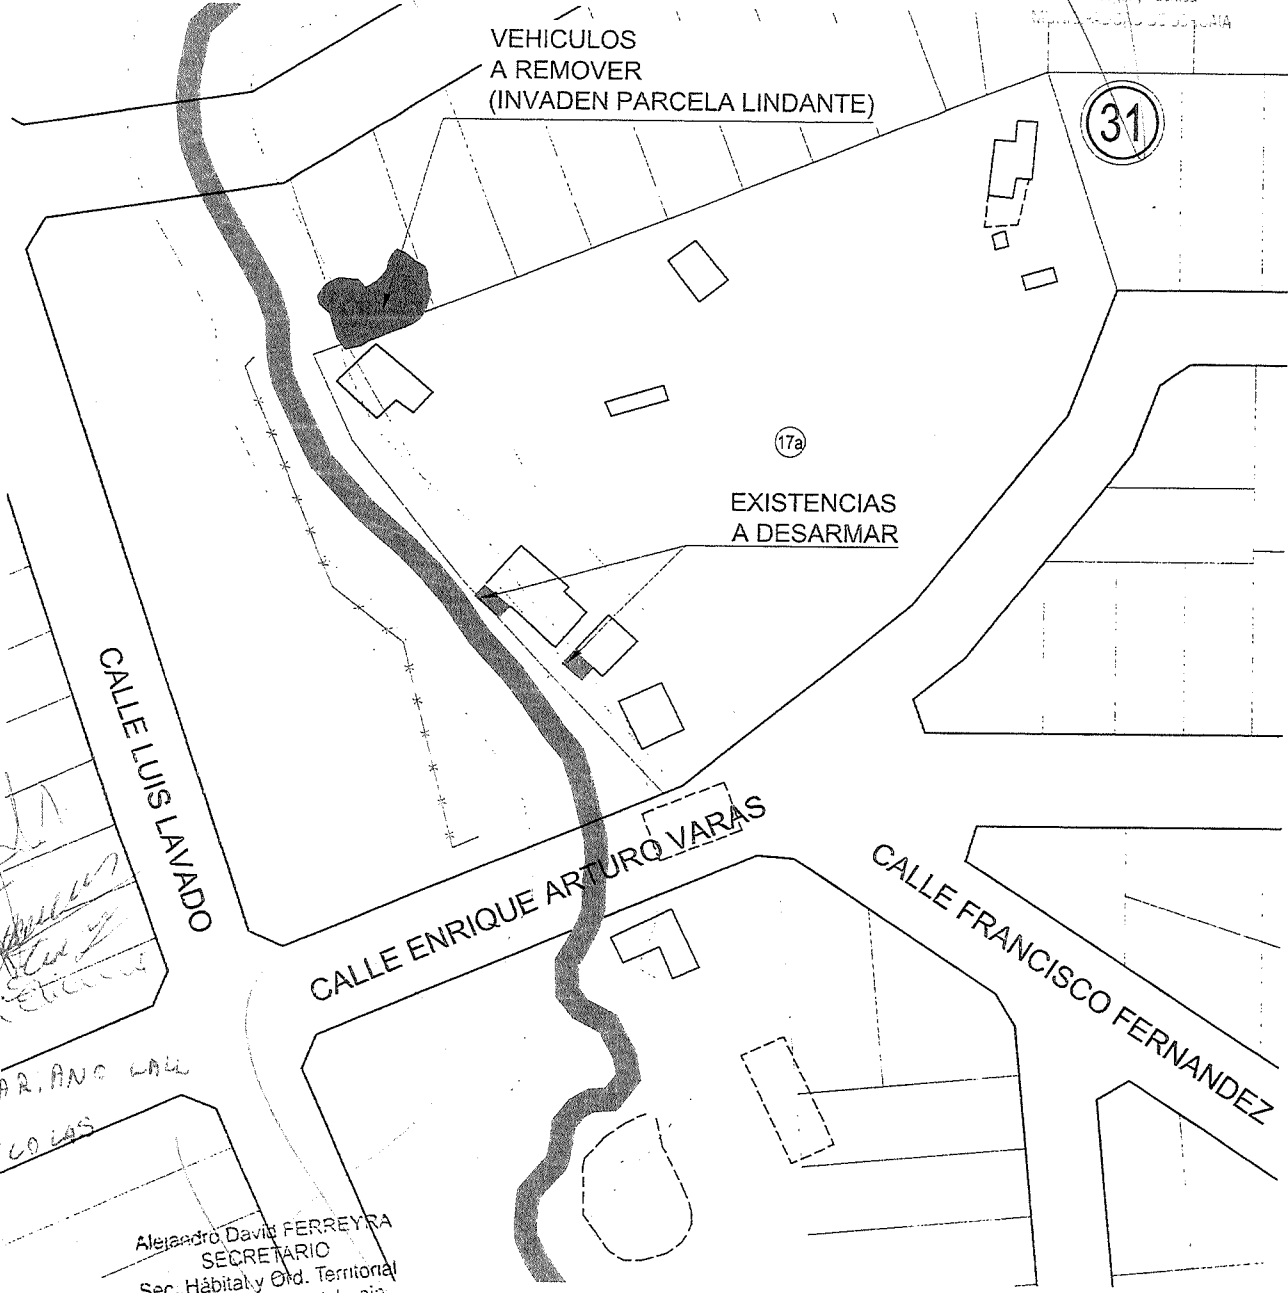 VEHICULOS
A REMOVER
(INVADEN PARCELA LINDANTE)
31
17a
EXISTENCIAS
A DESARMAR
CALLE LUIS LAVADO
CALLE ENRIQUE ARTURO VARAS
CALLE FRANCISCO FERNANDEZ
Alejandro David FERREYRA
SECRETARIO
Sec. Hábital y Ord. Territorial